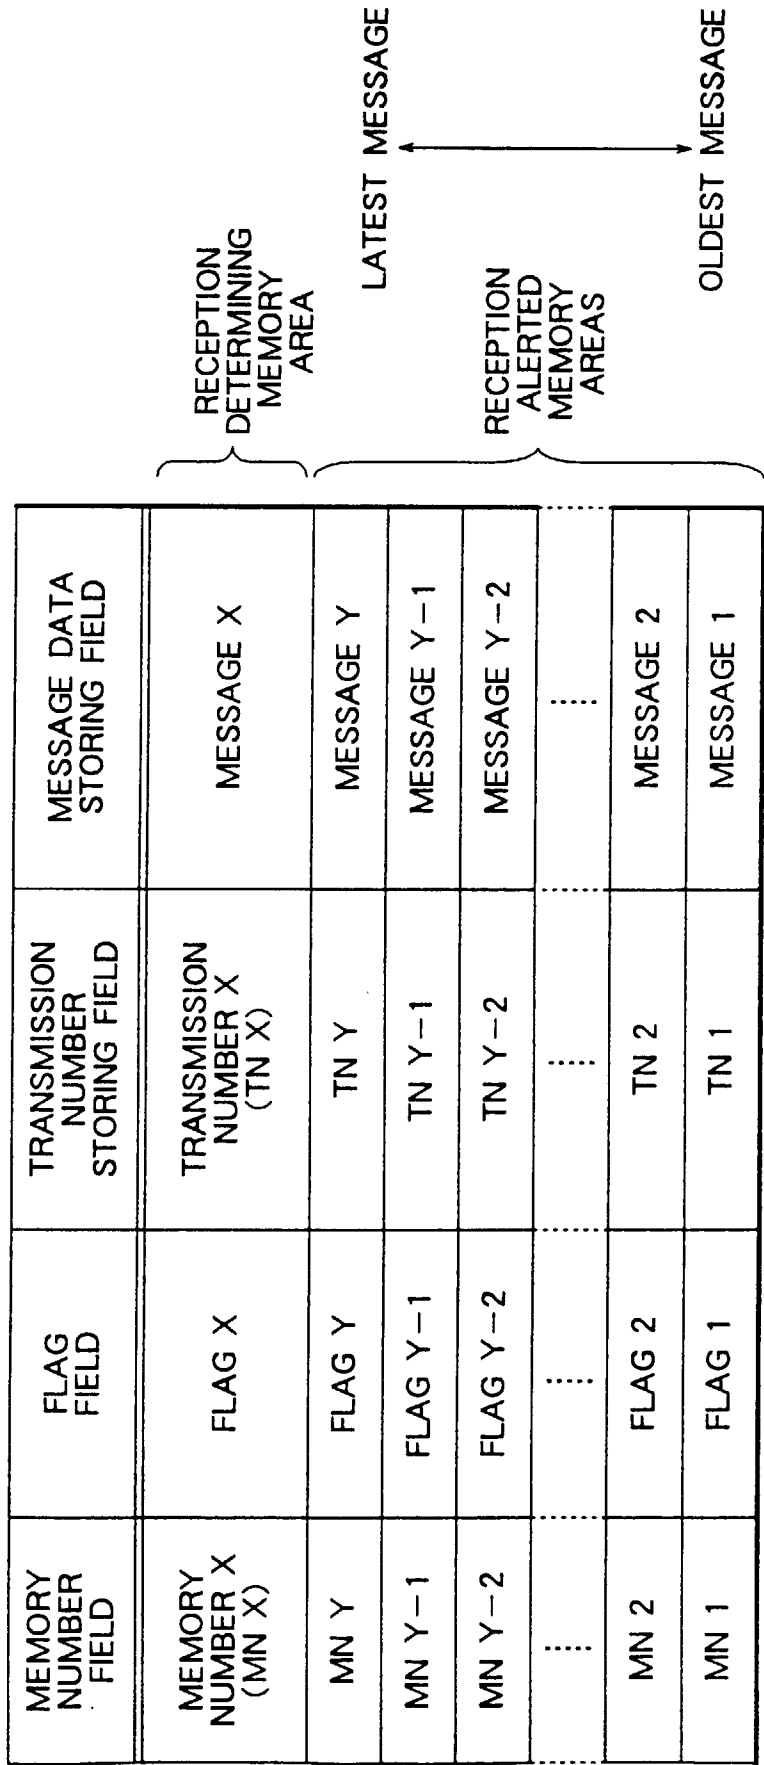 MEMORY
NUMBER
FIELD
FLAG
FIELD
TRANSMISSION
NUMBER
STORING FIELD
MESSAGE DATA
STORING FIELD
MEMORY
NUMBER X
(MN X)
FLAG X
TRANSMISSION
NUMBER X
(TN X)
MESSAGE X
RECEPTION
DETERMINING
MEMORY
AREA
MN Y
FLAG Y
TN Y
MESSAGE Y
MN Y-1
FLAG Y-1
TN Y-1
MESSAGE Y-1
MN Y-2
FLAG Y-2
TN Y-2
MESSAGE Y-2
.....
.....
.....
.....
MN 2
FLAG 2
TN 2
MESSAGE 2
MN 1
FLAG 1
TN 1
MESSAGE 1
RECEPTION
ALERTED
MEMORY
AREAS
LATEST MESSAGE
OLDEST MESSAGE